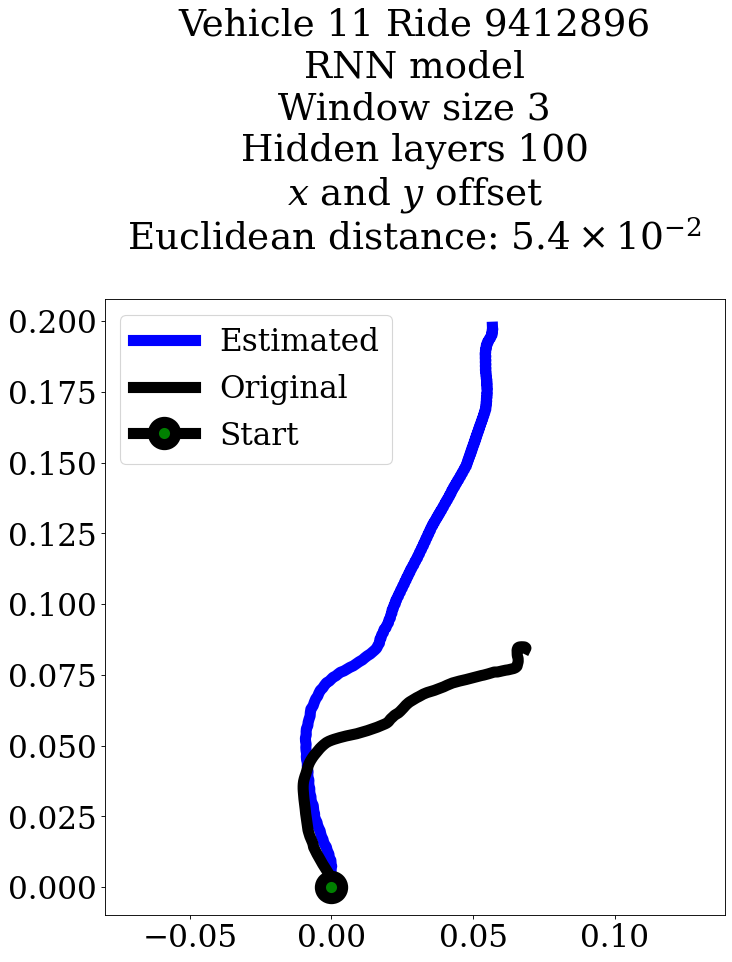 Vehicle 11 Ride 9412896
RNN model
Window size 3
Hidden layers 100
x and y offset
Euclidean distance: 5.4 × 10⁻²
Estimated
Original
Start
0.200
0.175
0.150
0.125
0.100
0.075
0.050
0.025
0.000
−0.05 0.00 0.05 0.10